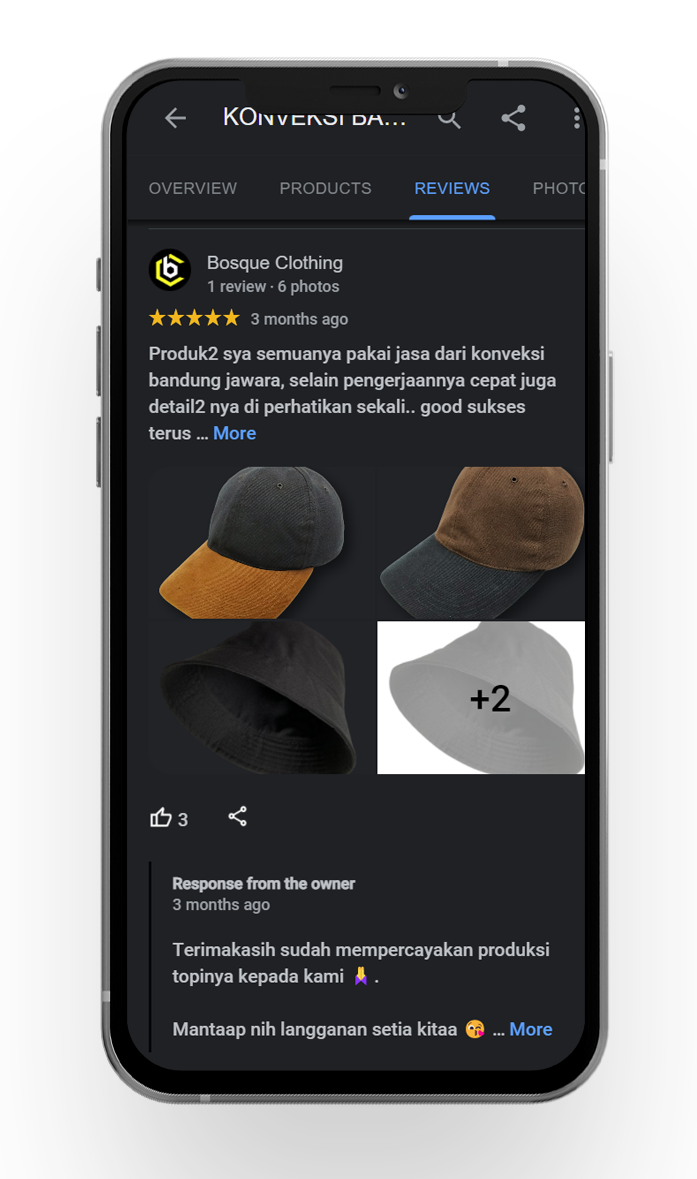 KONVEKSI BA...
OVERVIEW PRODUCTS REVIEWS PHOTO
Bosque Clothing
1 review · 6 photos
3 months ago
Produk2 sya semuanya pakai jasa dari konveksi
bandung jawara, selain pengerjaannya cepat juga
detail2 nya di perhatikan sekali.. good sukses
terus ... More
+2
3
Response from the owner
3 months ago
Terimakasih sudah mempercayakan produksi
topinya kepada kami 🙏 .
Mantaap nih langganan setia kitaa 😘 ... More